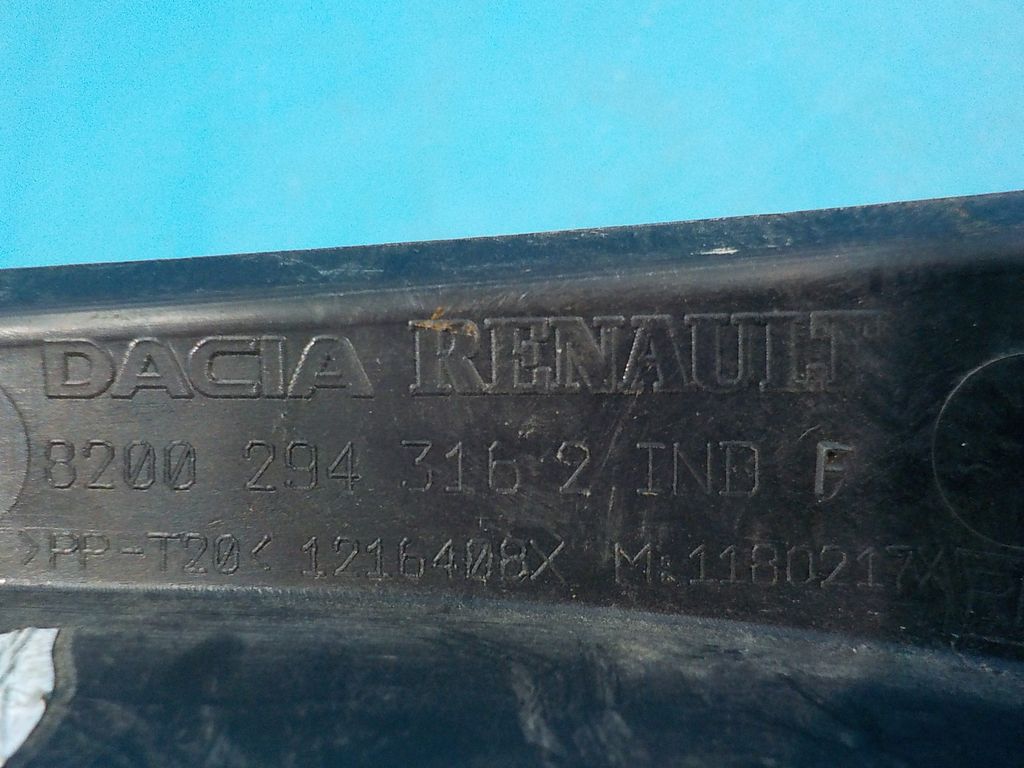 DACIA RENAULT
8200 294 316 2 IND F
>PP-T20< 1216408X M:1180217X